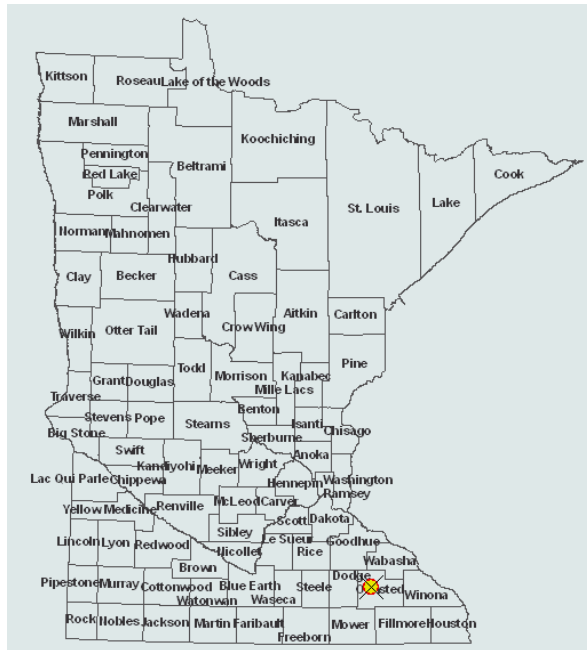 Kittson
Roseau
Lake of the Woods
Marshall
Koochiching
Pennington
Beltrami
Red Lake
Polk
Clearwater
Cook
St. Louis
Lake
Itasca
Norman
Mahnomen
Hubbard
Clay
Becker
Cass
Wadena
Aitkin
Carlton
Crow Wing
Wilkin
Otter Tail
Pine
Todd
Morrison
Kanabec
Grant
Douglas
Mille Lacs
Traverse
Benton
Stevens
Pope
Stearns
Isanti
Chisago
Big Stone
Sherburne
Swift
Anoka
Kandiyohi
Meeker
Wright
Lac Qui Parle
Chippewa
Hennepin
Washington
Ramsey
McLeod
Carver
Yellow Medicine
Renville
Scott
Dakota
Sibley
Le Sueur
Lincoln
Lyon
Redwood
Nicollet
Rice
Goodhue
Wabasha
Brown
Dodge
Pipestone
Murray
Cottonwood
Blue Earth
Steele
Winona
Watonwan
Waseca
Rock
Nobles
Jackson
Martin
Faribault
Freeborn
Mower
Fillmore
Houston